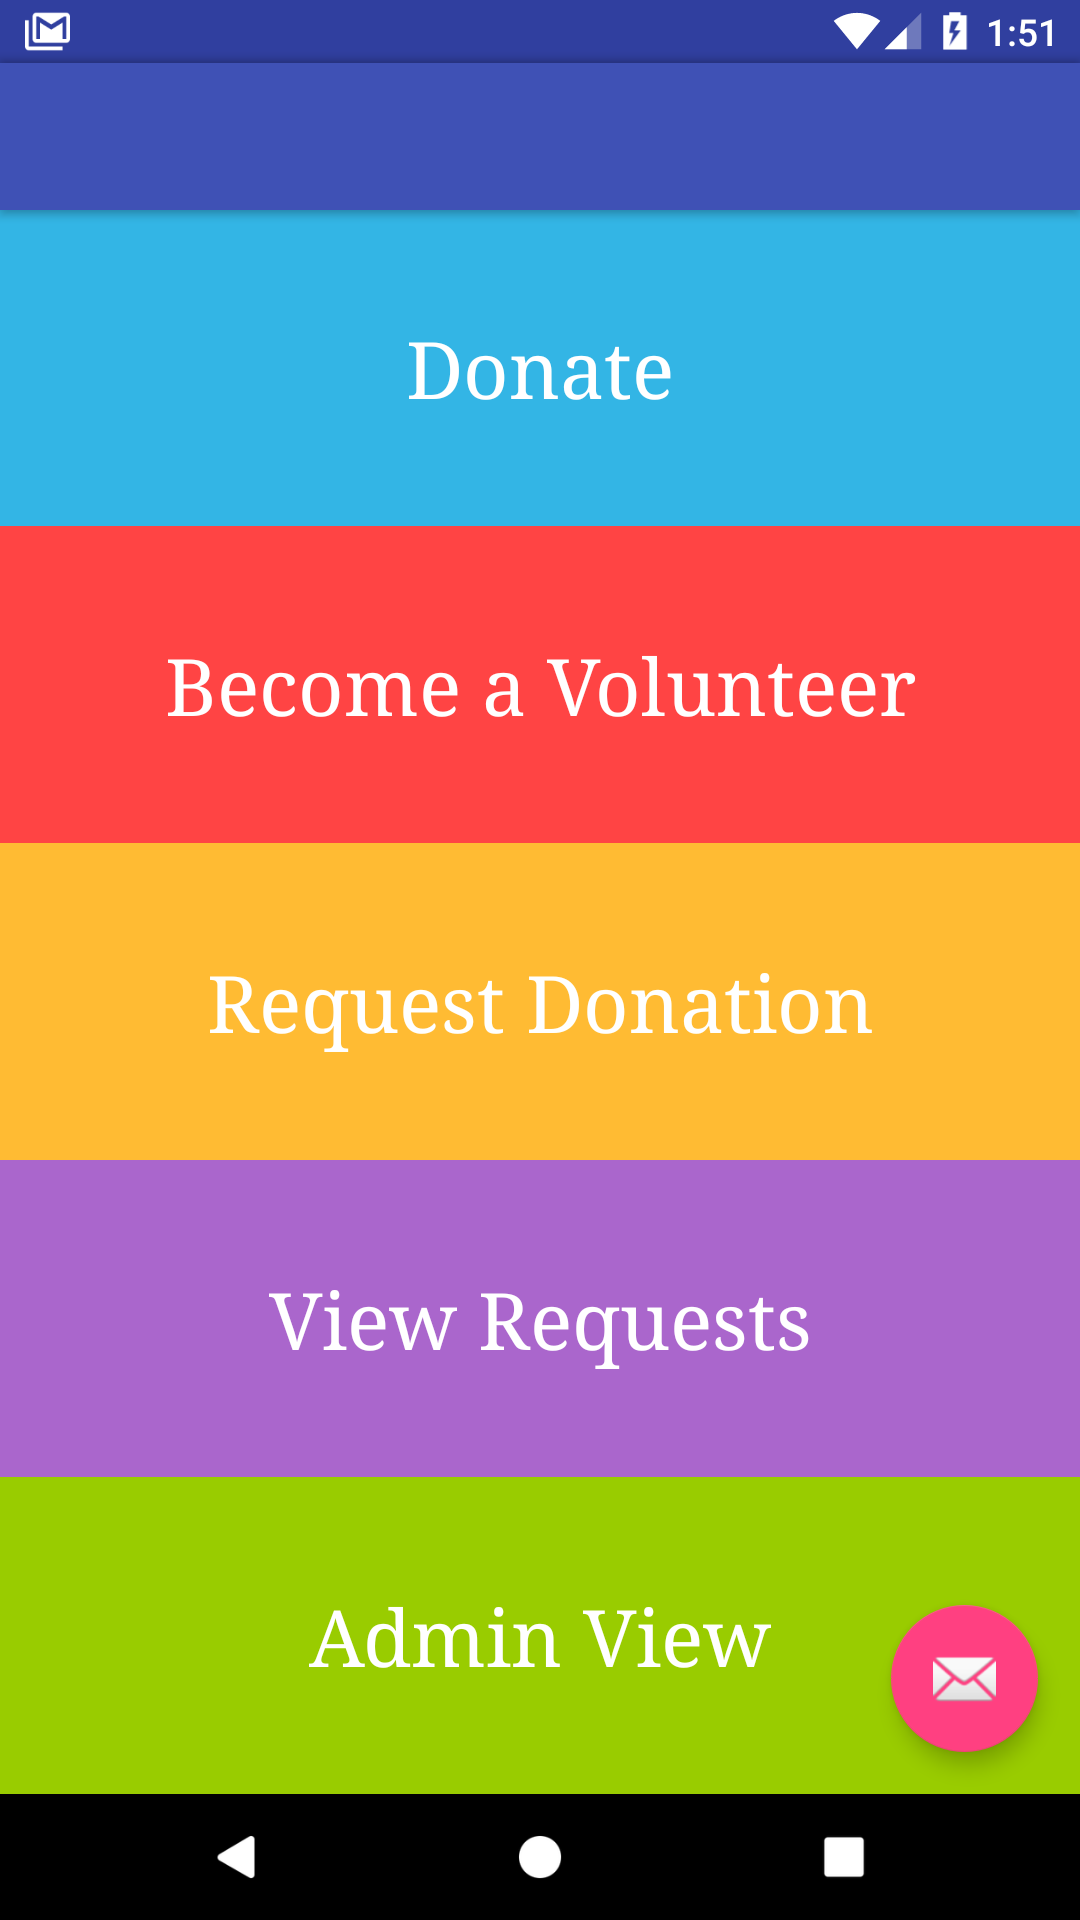 1:51
Donate
Become a Volunteer
Request Donation
View Requests
Admin View